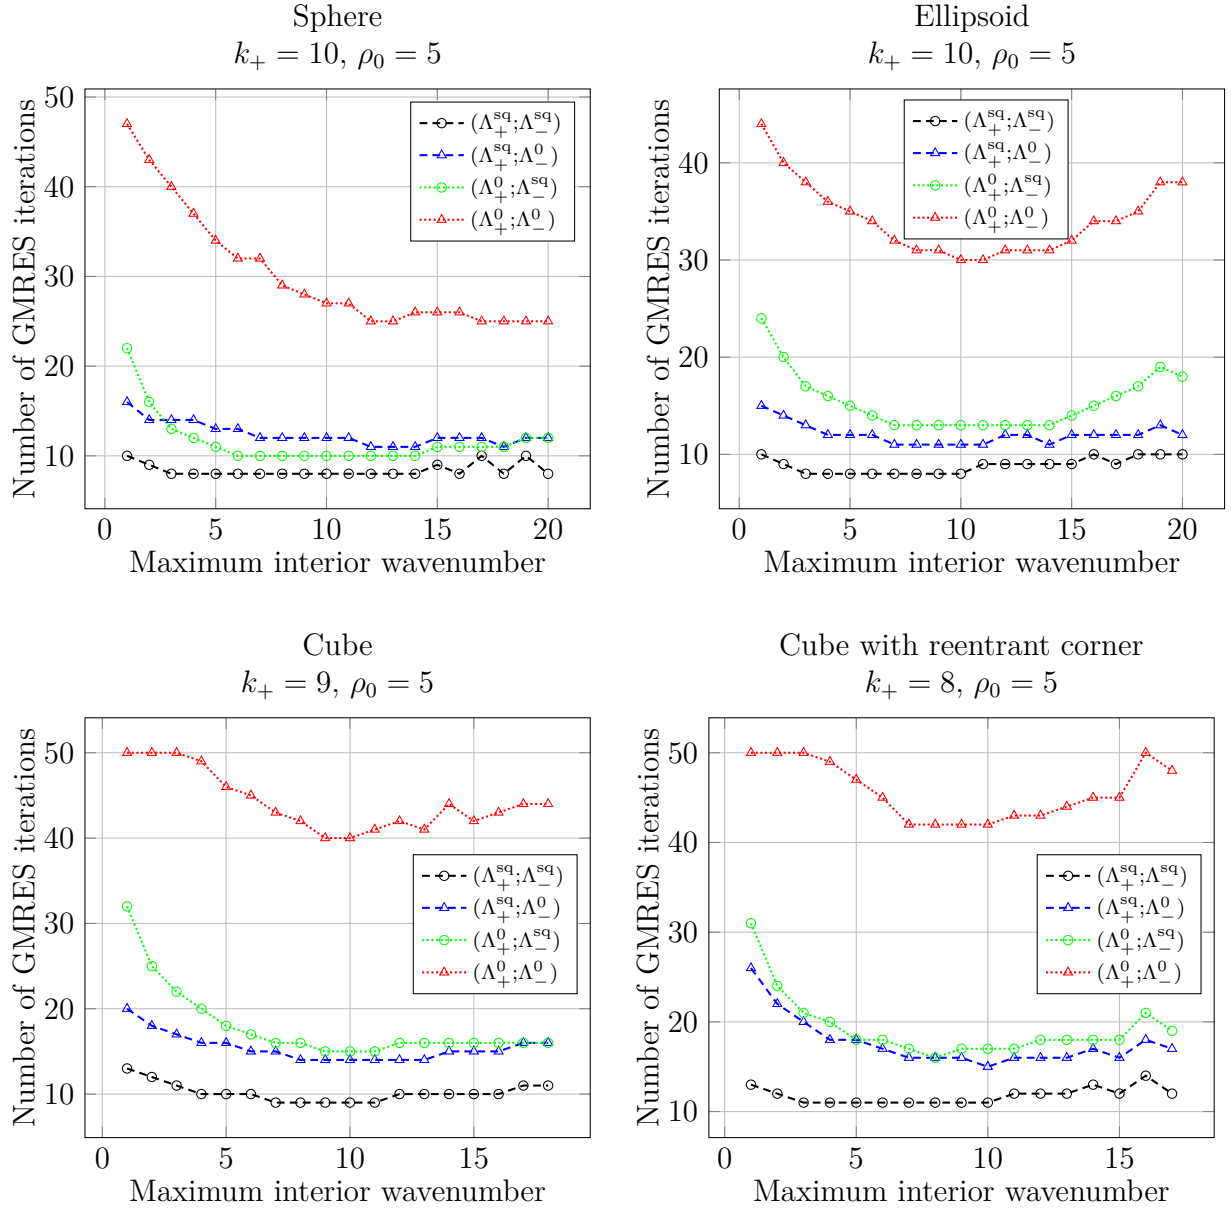 Sphere
k₊ = 10, ρ₀ = 5
Number of GMRES iterations
50
40
30
20
10
0 5 10 15 20
Maximum interior wavenumber
(Λ₊^sq;Λ₋^sq)
(Λ₊^sq;Λ₋^0)
(Λ₊^0;Λ₋^sq)
(Λ₊^0;Λ₋^0)
Ellipsoid
k₊ = 10, ρ₀ = 5
Number of GMRES iterations
40
30
20
10
0 5 10 15 20
Maximum interior wavenumber
(Λ₊^sq;Λ₋^sq)
(Λ₊^sq;Λ₋^0)
(Λ₊^0;Λ₋^sq)
(Λ₊^0;Λ₋^0)
Cube
k₊ = 9, ρ₀ = 5
Number of GMRES iterations
50
40
30
20
10
0 5 10 15
Maximum interior wavenumber
(Λ₊^sq;Λ₋^sq)
(Λ₊^sq;Λ₋^0)
(Λ₊^0;Λ₋^sq)
(Λ₊^0;Λ₋^0)
Cube with reentrant corner
k₊ = 8, ρ₀ = 5
Number of GMRES iterations
50
40
30
20
10
0 5 10 15
Maximum interior wavenumber
(Λ₊^sq;Λ₋^sq)
(Λ₊^sq;Λ₋^0)
(Λ₊^0;Λ₋^sq)
(Λ₊^0;Λ₋^0)